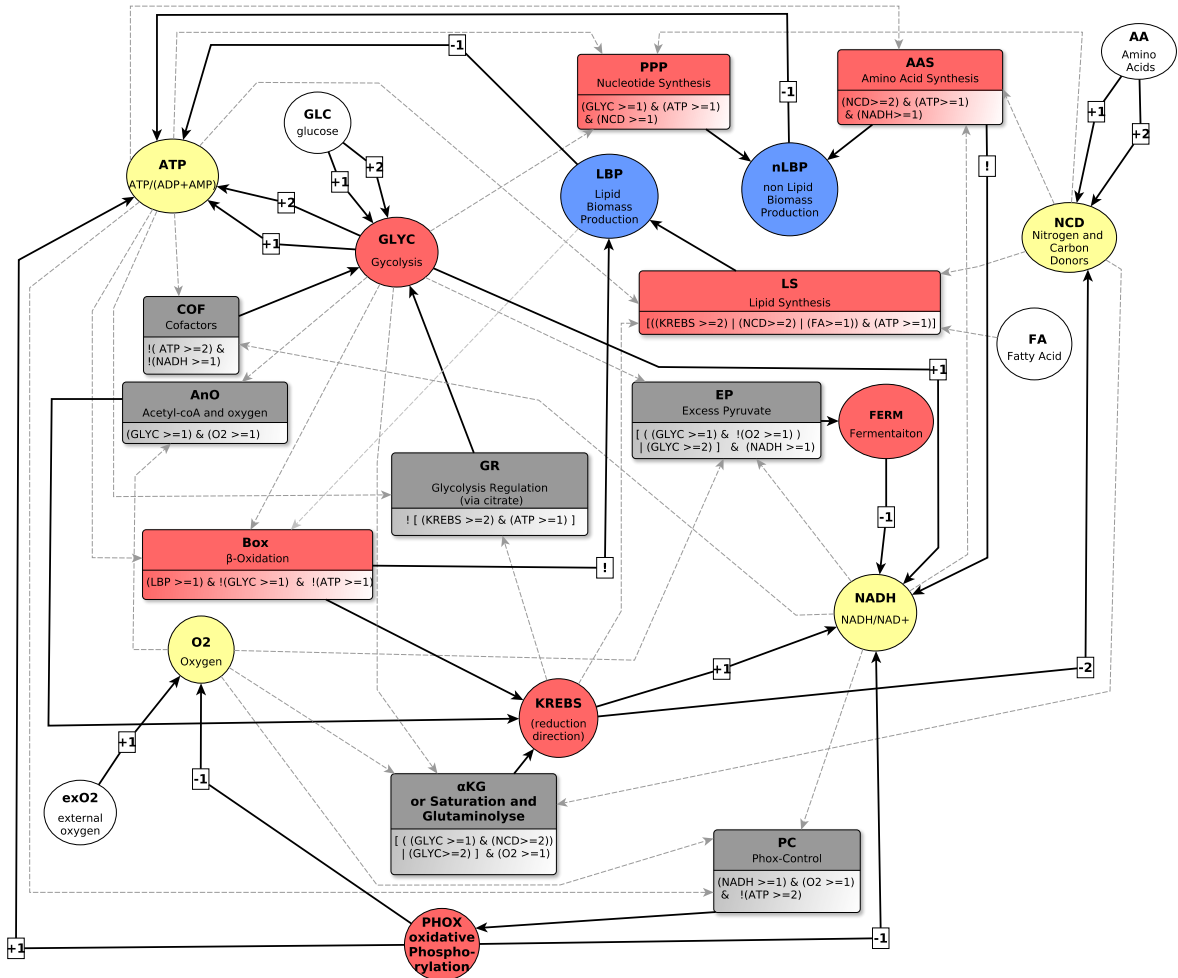 -1
PPP
Nucleotide Synthesis
(GLYC >=1) & (ATP >=1)
& (NCD >=1)
AAS
Amino Acid Synthesis
(NCD>=2) & (ATP>=1)
& (NADH>=1)
AA
Amino
Acids
-1
+1
+2
!
GLC
glucose
+1
+2
ATP
ATP/(ADP+AMP)
+2
+1
GLYC
Gycolysis
LBP
Lipid
Biomass
Production
nLBP
non Lipid
Biomass
Production
NCD
Nitrogen and
Carbon
Donors
LS
Lipid Synthesis
[((KREBS >=2) | (NCD>=2) | (FA>=1)) & (ATP >=1)]
FA
Fatty Acid
COF
Cofactors
!( ATP >=2) &
!(NADH >=1)
AnO
Acetyl-coA and oxygen
(GLYC >=1) & (O2 >=1)
EP
Excess Pyruvate
[ ( (GLYC >=1) &  !(O2 >=1) )
| (GLYC >=2) ]  &  (NADH >=1)
+1
FERM
Fermentaiton
GR
Glycolysis Regulation
(via citrate)
! [ (KREBS >=2) & (ATP >=1) ]
-1
Box
β-Oxidation
(LBP >=1) & !(GLYC >=1)  &  !(ATP >=1)
!
NADH
NADH/NAD+
O2
Oxygen
+1
-2
KREBS
(reduction
direction)
+1
-1
exO2
external
oxygen
αKG
or Saturation and
Glutaminolyse
[ ( (GLYC >=1) & (NCD>=2))
| (GLYC>=2) ]  & (O2 >=1)
PC
Phox-Control
(NADH >=1) & (O2 >=1)
&  !(ATP >=2)
PHOX
oxidative
Phospho-
rylation
+1
-1